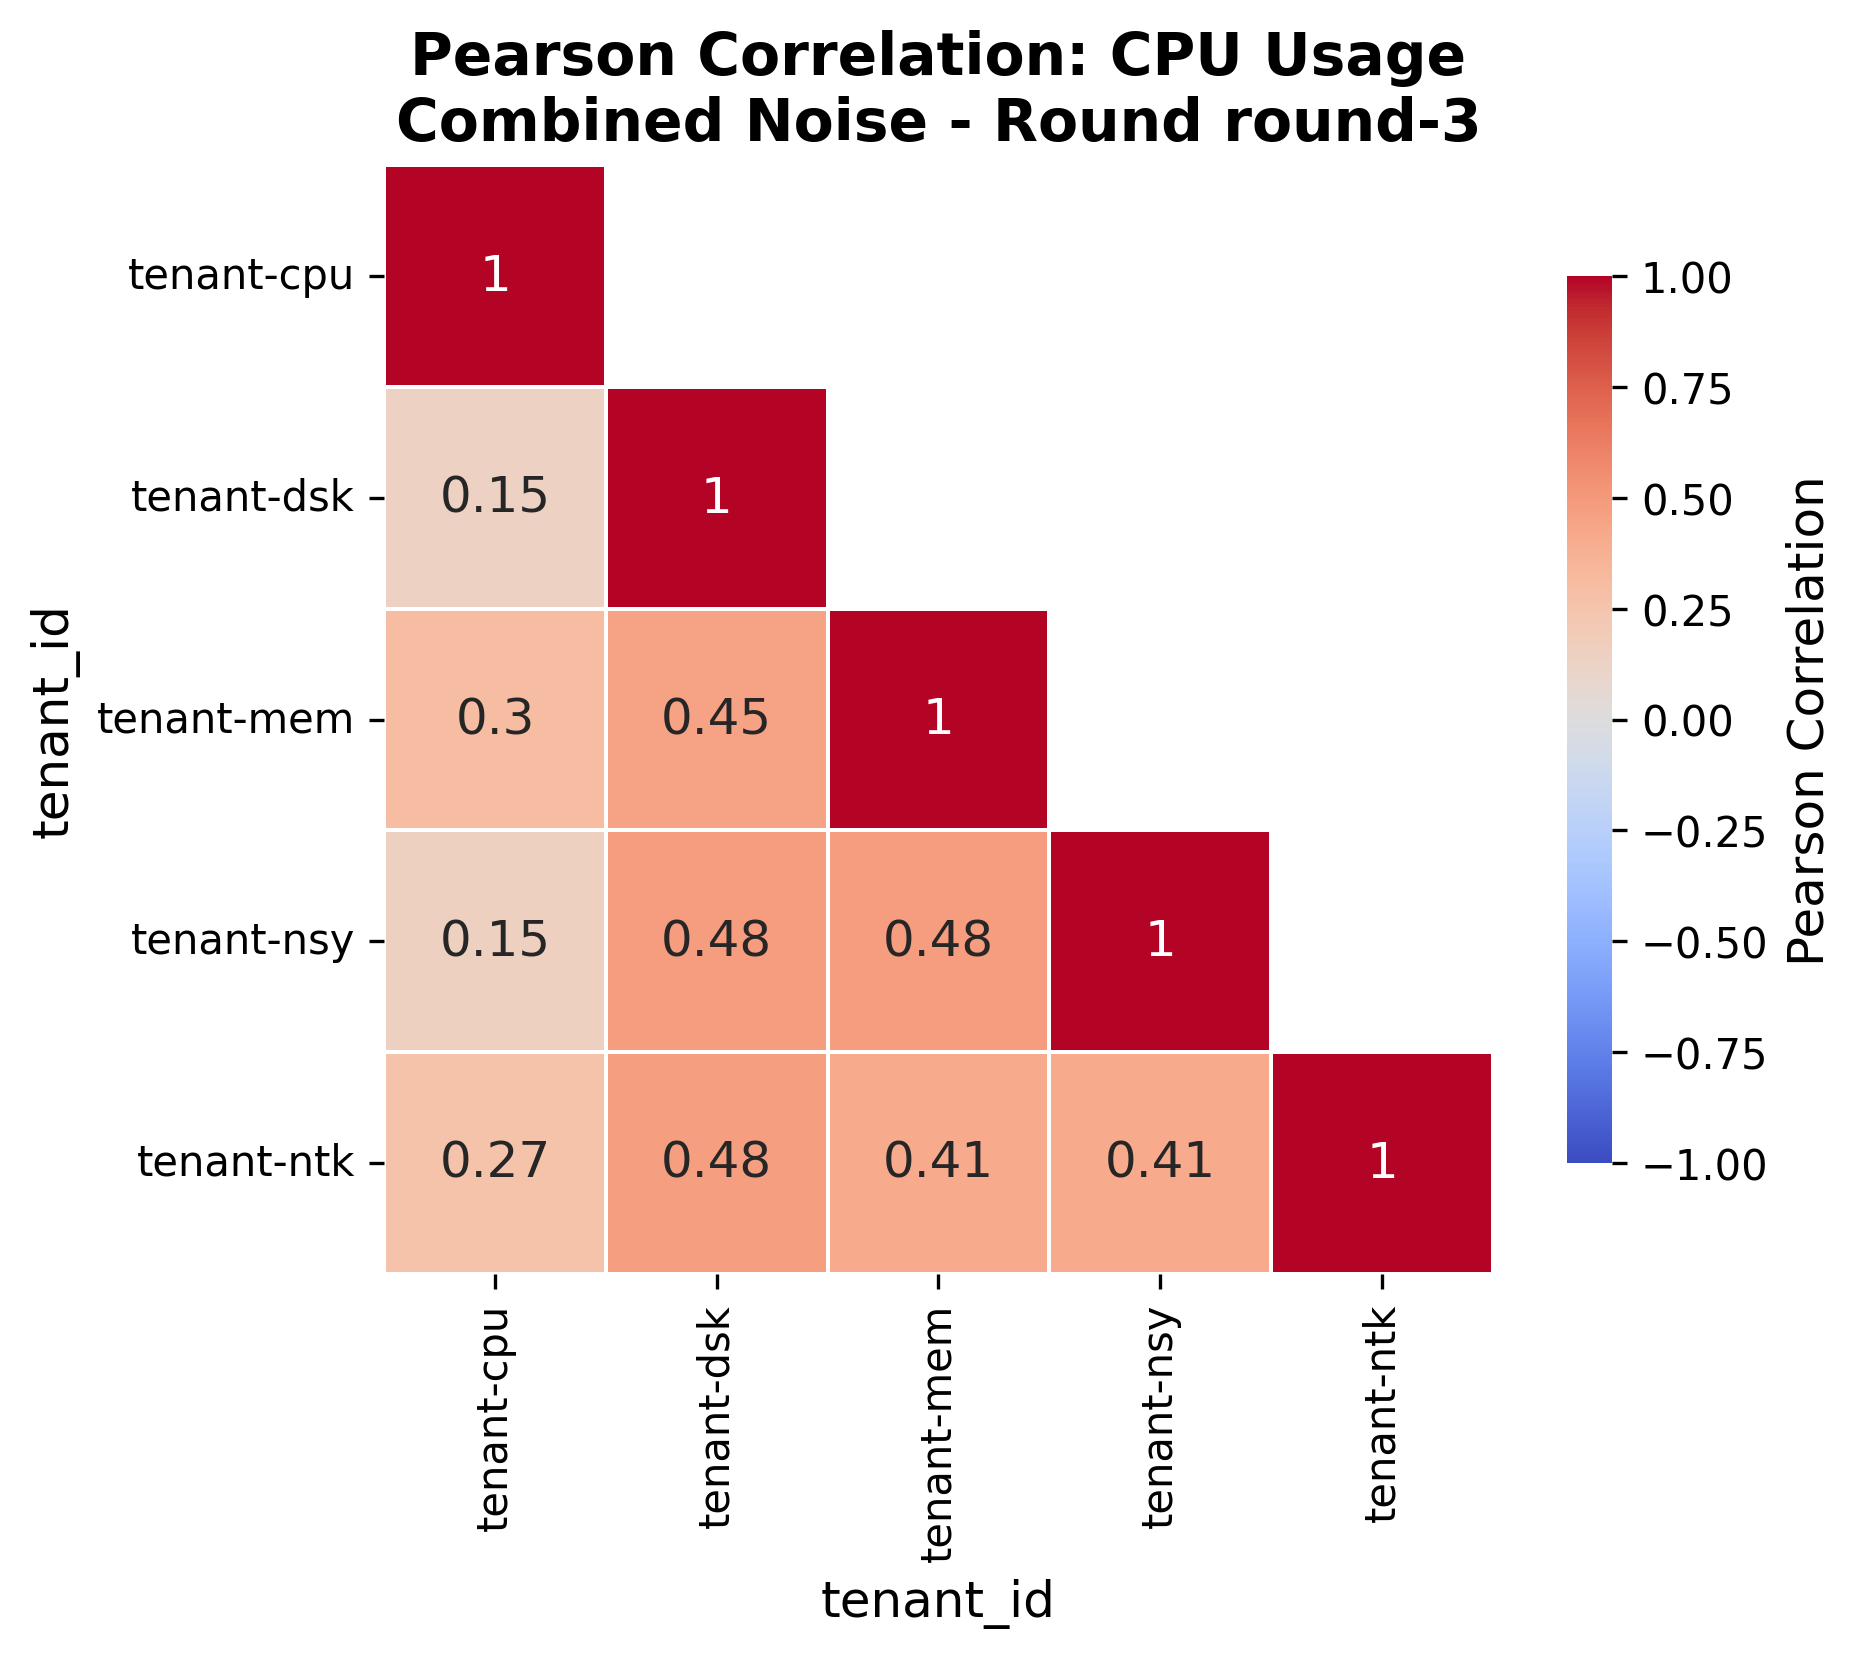 Pearson Correlation: CPU Usage
Combined Noise - Round round-3
tenant_id
tenant-cpu
1
tenant-dsk
0.15 1
tenant-mem
0.3 0.45 1
tenant-nsy
0.15 0.48 0.48 1
tenant-ntk
0.27 0.48 0.41 0.41 1
tenant-cpu
tenant-dsk
tenant-mem
tenant-nsy
tenant-ntk
tenant_id
1.00
0.75
0.50
0.25
0.00
−0.25
−0.50
−0.75
−1.00
Pearson Correlation